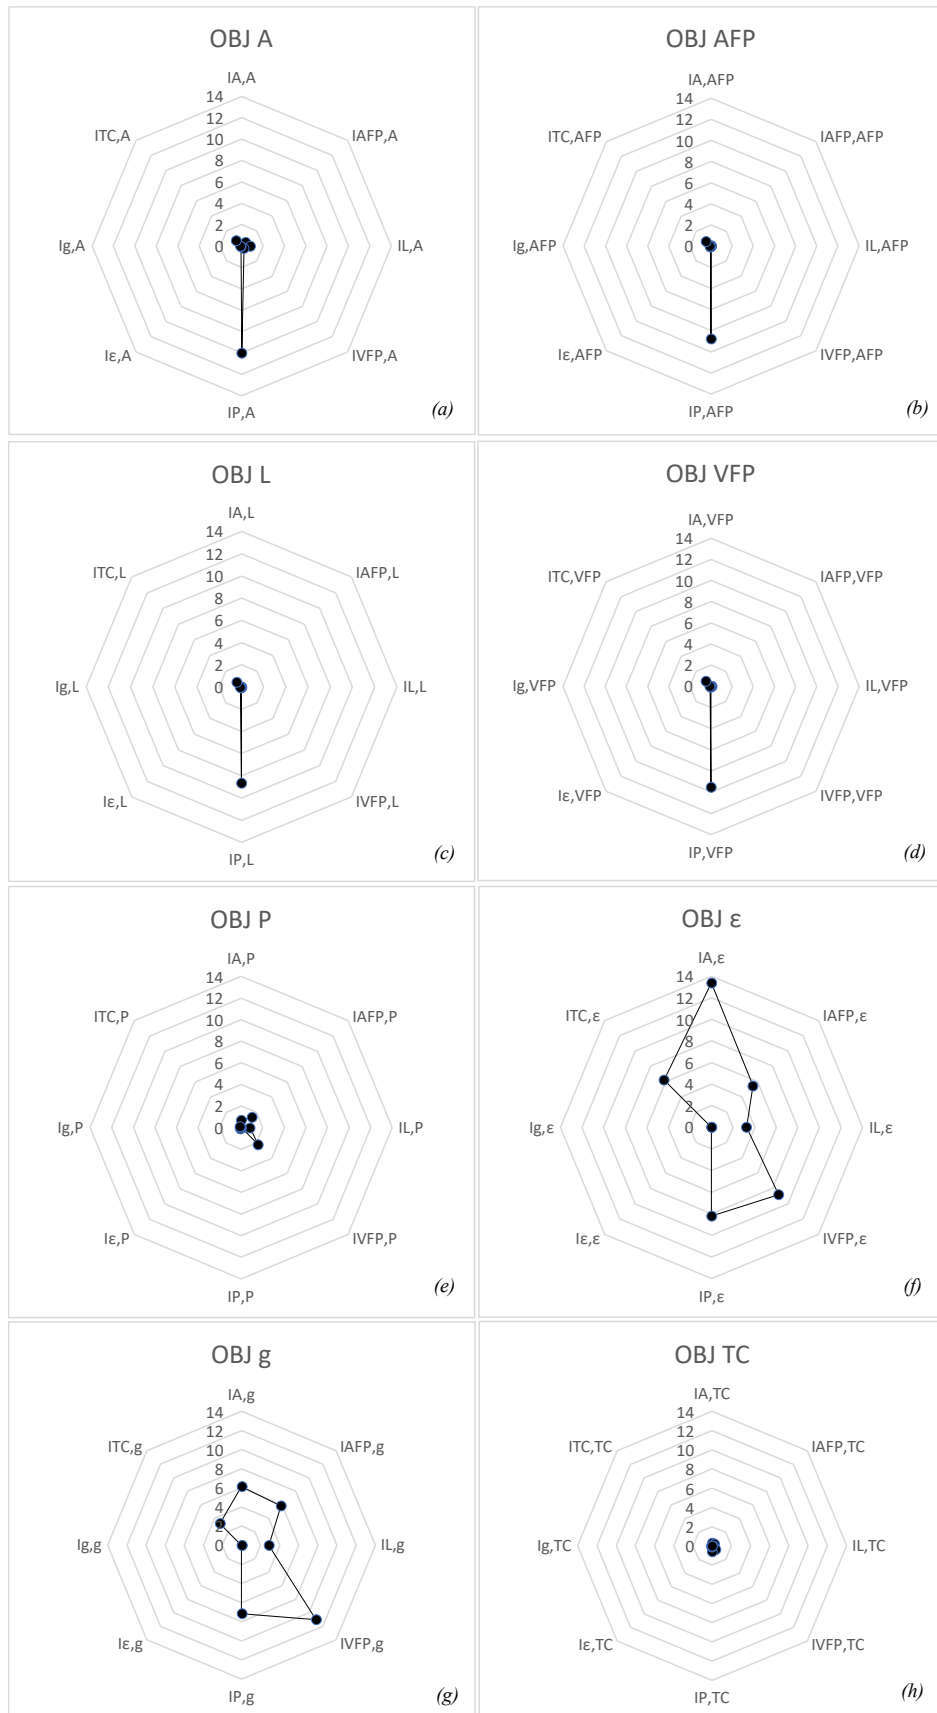 OBJ A
IA,A
IAFP,A
IL,A
IVFP,A
IP,A
Iε,A
Ig,A
ITC,A
14
12
10
8
6
4
2
0
(a)
OBJ AFP
IA,AFP
IAFP,AFP
IL,AFP
IVFP,AFP
IP,AFP
Iε,AFP
Ig,AFP
ITC,AFP
14
12
10
8
6
4
2
0
(b)
OBJ L
IA,L
IAFP,L
IL,L
IVFP,L
IP,L
Iε,L
Ig,L
ITC,L
14
12
10
8
6
4
2
0
(c)
OBJ VFP
IA,VFP
IAFP,VFP
IL,VFP
IVFP,VFP
IP,VFP
Iε,VFP
Ig,VFP
ITC,VFP
14
12
10
8
6
4
2
0
(d)
OBJ P
IA,P
IAFP,P
IL,P
IVFP,P
IP,P
Iε,P
Ig,P
ITC,P
14
12
10
8
6
4
2
0
(e)
OBJ ε
IA,ε
IAFP,ε
IL,ε
IVFP,ε
IP,ε
Iε,ε
Ig,ε
ITC,ε
14
12
10
8
6
4
2
0
(f)
OBJ g
IA,g
IAFP,g
IL,g
IVFP,g
IP,g
Iε,g
Ig,g
ITC,g
14
12
10
8
6
4
2
0
(g)
OBJ TC
IA,TC
IAFP,TC
IL,TC
IVFP,TC
IP,TC
Iε,TC
Ig,TC
ITC,TC
14
12
10
8
6
4
2
0
(h)